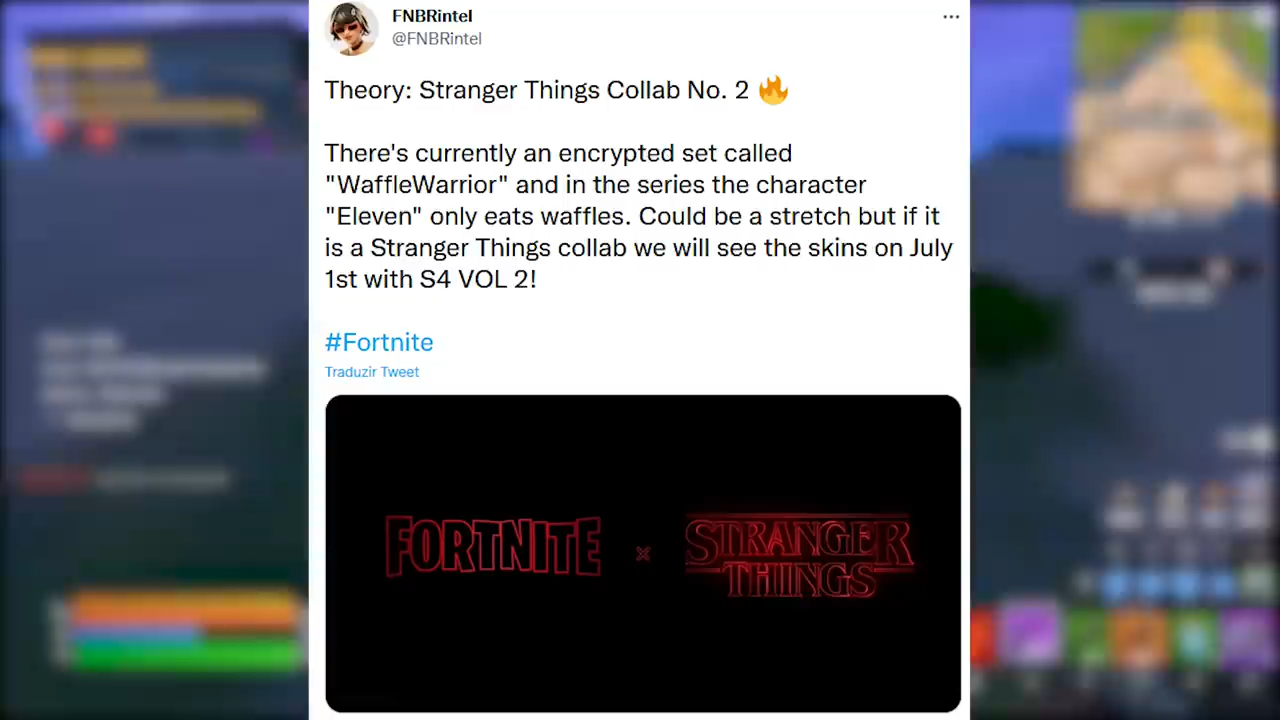 FNBRintel
@FNBRintel
Theory: Stranger Things Collab No. 2 🔥
There's currently an encrypted set called
"WaffleWarrior" and in the series the character
"Eleven" only eats waffles. Could be a stretch but if it
is a Stranger Things collab we will see the skins on July
1st with S4 VOL 2!
#Fortnite
Traduzir Tweet
FORTNITE x STRANGER
THINGS